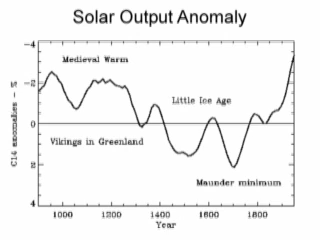 Solar Output Anomaly
-4
Medieval Warm
-2
Little Ice Age
0
Vikings in Greenland
2
Maunder minimum
4
C14 anomalies - %
1000 1200 1400 1600 1800
Year